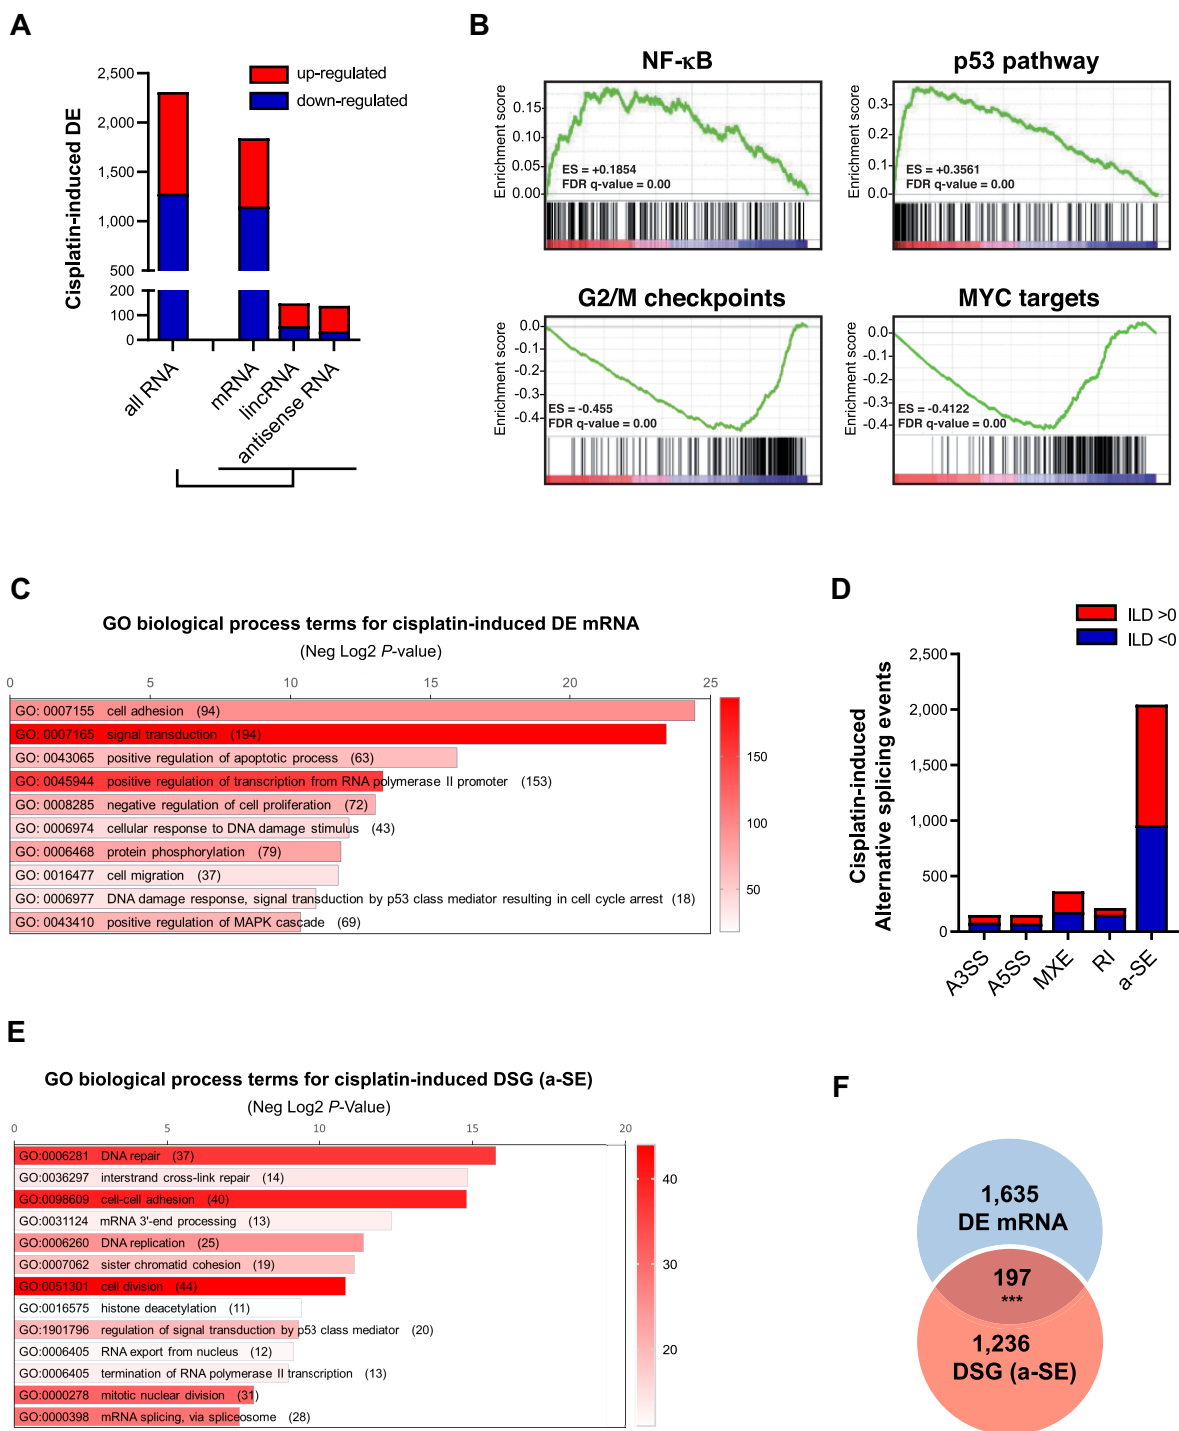 A
Cisplatin-induced DE
2,500
2,000
1,500
1,000
500
200
100
0
up-regulated
down-regulated
all RNA
mRNA
lincRNA
antisense RNA
B
NF-κB
Enrichment score
0.15
0.10
0.05
0.00
ES = +0.1854
FDR q-value = 0.00
p53 pathway
Enrichment score
0.3
0.2
0.1
0.0
ES = +0.3561
FDR q-value = 0.00
G2/M checkpoints
Enrichment score
0.0
-0.1
-0.2
-0.3
-0.4
ES = -0.455
FDR q-value = 0.00
MYC targets
Enrichment score
0.0
-0.1
-0.2
-0.3
-0.4
ES = -0.4122
FDR q-value = 0.00
C
GO biological process terms for cisplatin-induced DE mRNA
(Neg Log2 P-value)
0 5 10 15 20 25
GO: 0007155 cell adhesion (94)
GO: 0007165 signal transduction (194)
GO: 0043065 positive regulation of apoptotic process (63)
GO: 0045944 positive regulation of transcription from RNA polymerase II promoter (153)
GO: 0008285 negative regulation of cell proliferation (72)
GO: 0006974 cellular response to DNA damage stimulus (43)
GO: 0006468 protein phosphorylation (79)
GO: 0016477 cell migration (37)
GO: 0006977 DNA damage response, signal transduction by p53 class mediator resulting in cell cycle arrest (18)
GO: 0043410 positive regulation of MAPK cascade (69)
150
100
50
D
ILD >0
ILD <0
Cisplatin-induced
Alternative splicing events
2,500
2,000
1,500
1,000
500
0
A3SS
A5SS
MXE
RI
a-SE
E
GO biological process terms for cisplatin-induced DSG (a-SE)
(Neg Log2 P-Value)
0 5 10 15 20
GO:0006281 DNA repair (37)
GO:0036297 interstrand cross-link repair (14)
GO:0098609 cell-cell adhesion (40)
GO:0031124 mRNA 3'-end processing (13)
GO:0006260 DNA replication (25)
GO:0007062 sister chromatid cohesion (19)
GO:0051301 cell division (44)
GO:0016575 histone deacetylation (11)
GO:1901796 regulation of signal transduction by p53 class mediator (20)
GO:0006405 RNA export from nucleus (12)
GO:0006405 termination of RNA polymerase II transcription (13)
GO:0000278 mitotic nuclear division (31)
GO:0000398 mRNA splicing, via spliceosome (28)
40
30
20
F
1,635
DE mRNA
197
***
1,236
DSG (a-SE)